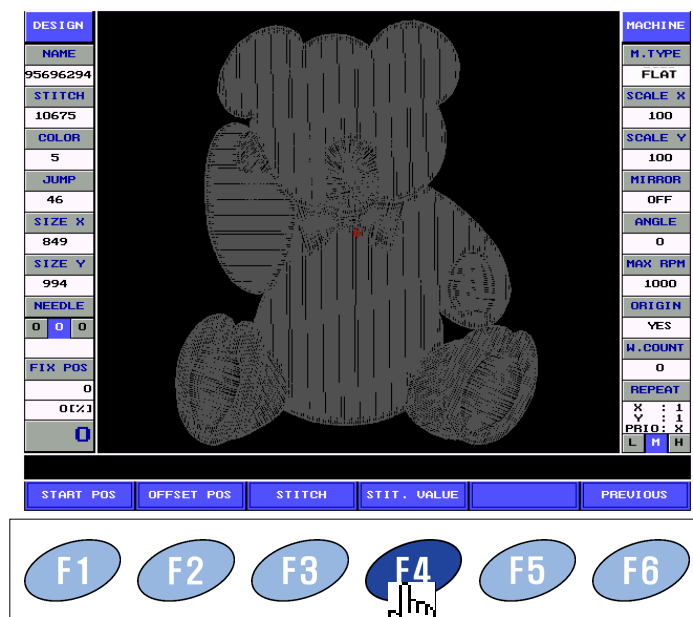 DESIGN
NAME
95696294
STITCH
10675
COLOR
5
JUMP
46
SIZE X
849
SIZE Y
994
NEEDLE
0 0 0
FIX POS
0
0[%]
0
MACHINE
M.TYPE
FLAT
SCALE X
100
SCALE Y
100
MIRROR
OFF
ANGLE
0
MAX RPM
1000
ORIGIN
YES
W.COUNT
0
REPEAT
X : 1
Y : 1
PRIO: X
L M H
START POS OFFSET POS STITCH STIT. VALUE PREVIOUS
F1 F2 F3 F4 F5 F6